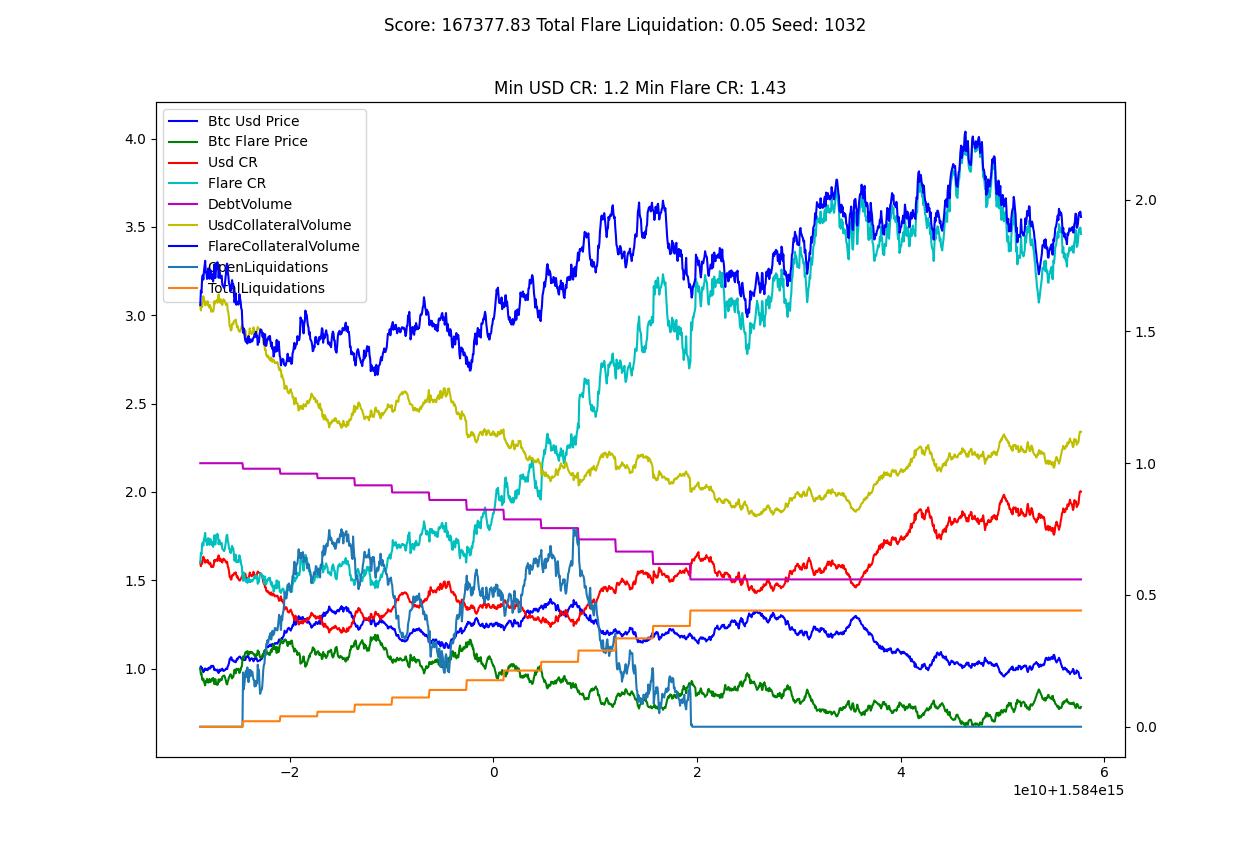 Score: 167377.83 Total Flare Liquidation: 0.05 Seed: 1032
Min USD CR: 1.2 Min Flare CR: 1.43
Btc Usd Price
Btc Flare Price
Usd CR
Flare CR
DebtVolume
UsdCollateralVolume
FlareCollateralVolume
OpenLiquidations
TotalLiquidations
4.0
3.5
3.0
2.5
2.0
1.5
1.0
2.0
1.5
1.0
0.5
0.0
−2 0 2 4 6
1e10+1.584e15